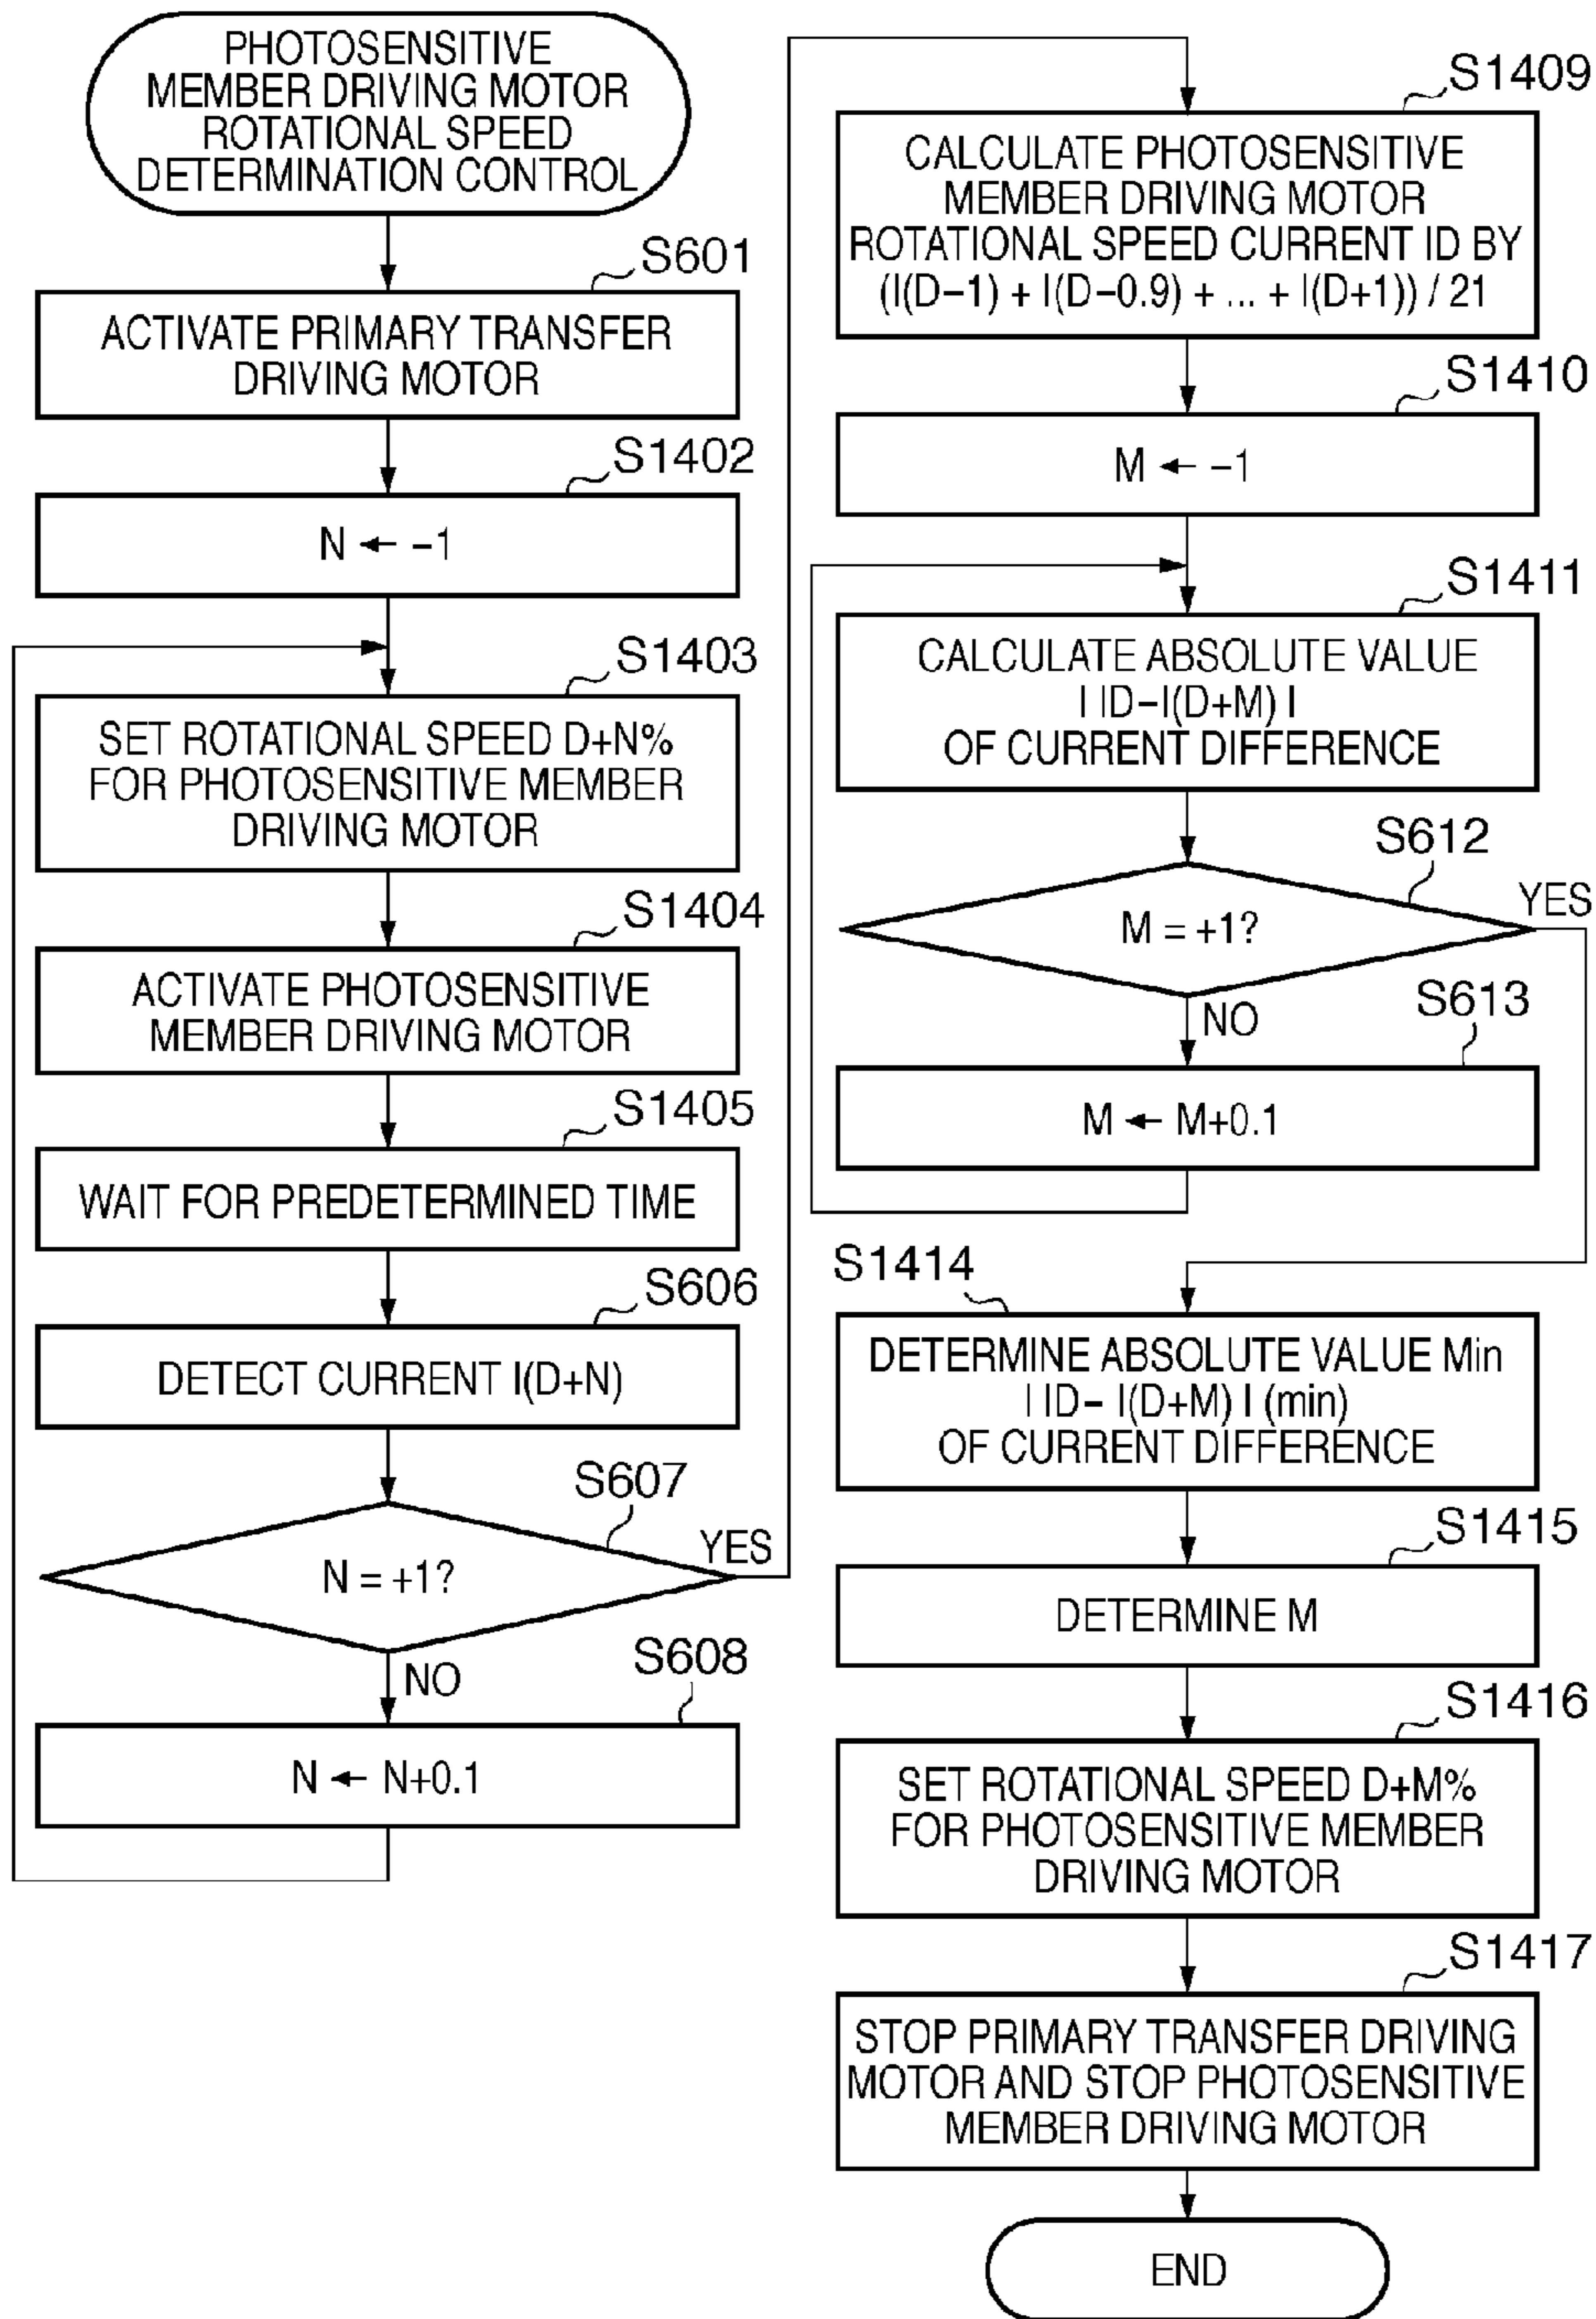 PHOTOSENSITIVE
MEMBER DRIVING MOTOR
ROTATIONAL SPEED
DETERMINATION CONTROL
S601
ACTIVATE PRIMARY TRANSFER
DRIVING MOTOR
S1402
N ← −1
S1403
SET ROTATIONAL SPEED D+N%
FOR PHOTOSENSITIVE MEMBER
DRIVING MOTOR
S1404
ACTIVATE PHOTOSENSITIVE
MEMBER DRIVING MOTOR
S1405
WAIT FOR PREDETERMINED TIME
S606
DETECT CURRENT I(D+N)
S607
N = +1?
YES
NO
S608
N ← N+0.1
S1409
CALCULATE PHOTOSENSITIVE
MEMBER DRIVING MOTOR
ROTATIONAL SPEED CURRENT ID BY
(I(D−1) + I(D−0.9) + ... + I(D+1)) / 21
S1410
M ← −1
S1411
CALCULATE ABSOLUTE VALUE
| ID−I(D+M) |
OF CURRENT DIFFERENCE
S612
M = +1?
YES
NO
S613
M ← M+0.1
S1414
DETERMINE ABSOLUTE VALUE Min
| ID− I(D+M) | (min)
OF CURRENT DIFFERENCE
S1415
DETERMINE M
S1416
SET ROTATIONAL SPEED D+M%
FOR PHOTOSENSITIVE MEMBER
DRIVING MOTOR
S1417
STOP PRIMARY TRANSFER DRIVING
MOTOR AND STOP PHOTOSENSITIVE
MEMBER DRIVING MOTOR
END